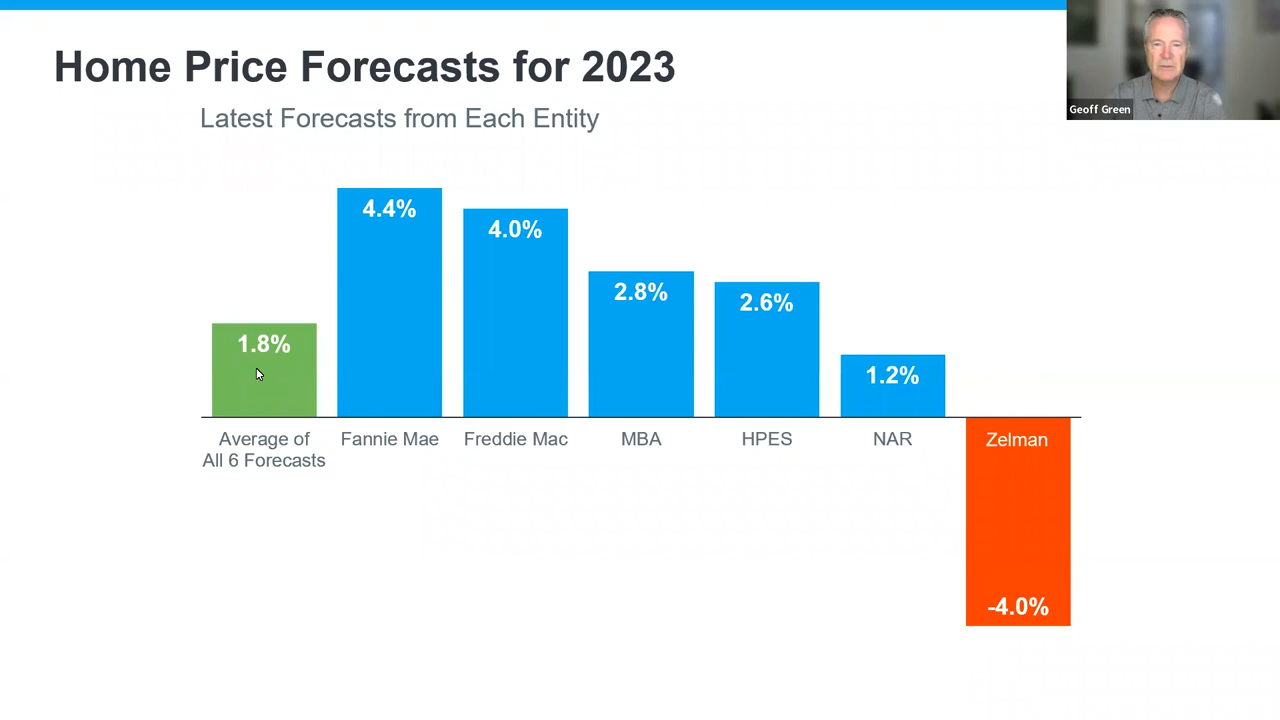 Home Price Forecasts for 2023
Latest Forecasts from Each Entity
Geoff Green
1.8%
4.4%
4.0%
2.8%
2.6%
1.2%
-4.0%
Average of
All 6 Forecasts
Fannie Mae
Freddie Mac
MBA
HPES
NAR
Zelman